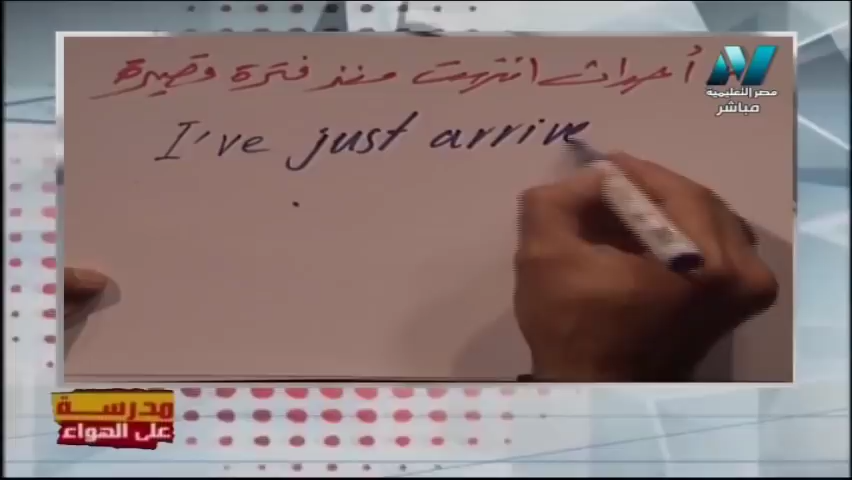 أحداث انتهت منذ فترة قصيرة
I've just arrive
مصر التعليمية
مباشر
مدرسة
على الهواء